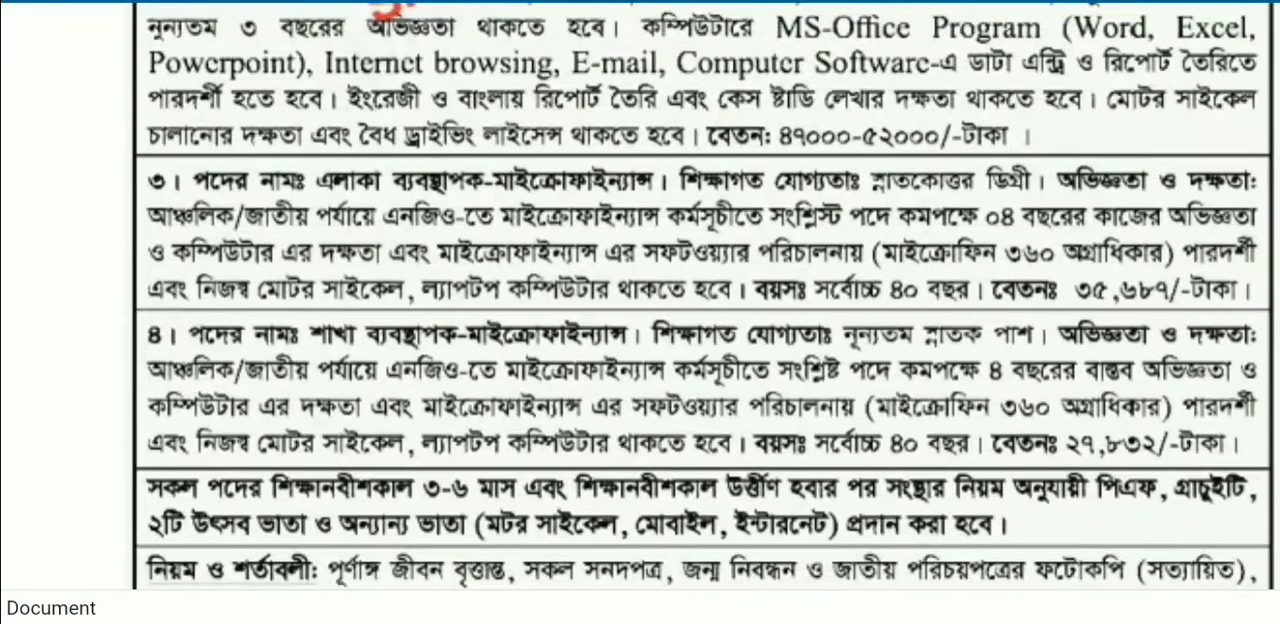 নূন্যতম ৩ বছরের অভিজ্ঞতা থাকতে হবে। কম্পিউটারে MS-Office Program (Word, Excel,
Powerpoint), Internet browsing, E-mail, Computer Software-এ ডাটা এন্ট্রি ও রিপোর্ট তৈরিতে
পারদর্শী হতে হবে। ইংরেজী ও বাংলায় রিপোর্ট তৈরি এবং কেস ষ্টাডি লেখার দক্ষতা থাকতে হবে। মোটর সাইকেল
চালানোর দক্ষতা এবং বৈধ ড্রাইভিং লাইসেন্স থাকতে হবে। বেতন: ৪৭০০০-৫২০০০/-টাকা ।
৩। পদের নামঃ এলাকা ব্যবস্থাপক-মাইক্রোফাইন্যান্স। শিক্ষাগত যোগ্যতাঃ স্নাতকোত্তর ডিগ্রী। অভিজ্ঞতা ও দক্ষতা:
আঞ্চলিক/জাতীয় পর্যায়ে এনজিও-তে মাইক্রোফাইন্যান্স কর্মসূচীতে সংশ্লিস্ট পদে কমপক্ষে ০৪ বছরের কাজের অভিজ্ঞতা
ও কম্পিউটার এর দক্ষতা এবং মাইক্রোফাইন্যান্স এর সফটওয়্যার পরিচালনায় (মাইক্রোফিন ৩৬০ অগ্রাধিকার) পারদর্শী
এবং নিজস্ব মোটর সাইকেল, ল্যাপটপ কম্পিউটার থাকতে হবে। বয়সঃ সর্বোচ্চ ৪০ বছর। বেতনঃ ৩৫,৬৮৭/-টাকা।
৪। পদের নামঃ শাখা ব্যবস্থাপক-মাইক্রোফাইন্যান্স। শিক্ষাগত যোগ্যতাঃ নূন্যতম স্নাতক পাশ। অভিজ্ঞতা ও দক্ষতা:
আঞ্চলিক/জাতীয় পর্যায়ে এনজিও-তে মাইক্রোফাইন্যান্স কর্মসূচীতে সংশ্লিষ্ট পদে কমপক্ষে ৪ বছরের বাস্তব অভিজ্ঞতা ও
কম্পিউটার এর দক্ষতা এবং মাইক্রোফাইন্যান্স এর সফটওয়্যার পরিচালনায় (মাইক্রোফিন ৩৬০ অগ্রাধিকার) পারদর্শী
এবং নিজস্ব মোটর সাইকেল, ল্যাপটপ কম্পিউটার থাকতে হবে। বয়সঃ সর্বোচ্চ ৪০ বছর। বেতনঃ ২৭,৮৩২/-টাকা।
সকল পদের শিক্ষানবীশকাল ৩-৬ মাস এবং শিক্ষানবীশকাল উর্ত্তীণ হবার পর সংস্থার নিয়ম অনুযায়ী পিএফ, গ্রাচুইটি,
২টি উৎসব ভাতা ও অন্যান্য ভাতা (মটর সাইকেল, মোবাইল, ইন্টারনেট) প্রদান করা হবে।
নিয়ম ও শর্তাবলী: পূর্ণাঙ্গ জীবন বৃত্তান্ত, সকল সনদপত্র, জন্ম নিবন্ধন ও জাতীয় পরিচয়পত্রের ফটোকপি (সত্যায়িত),
Document